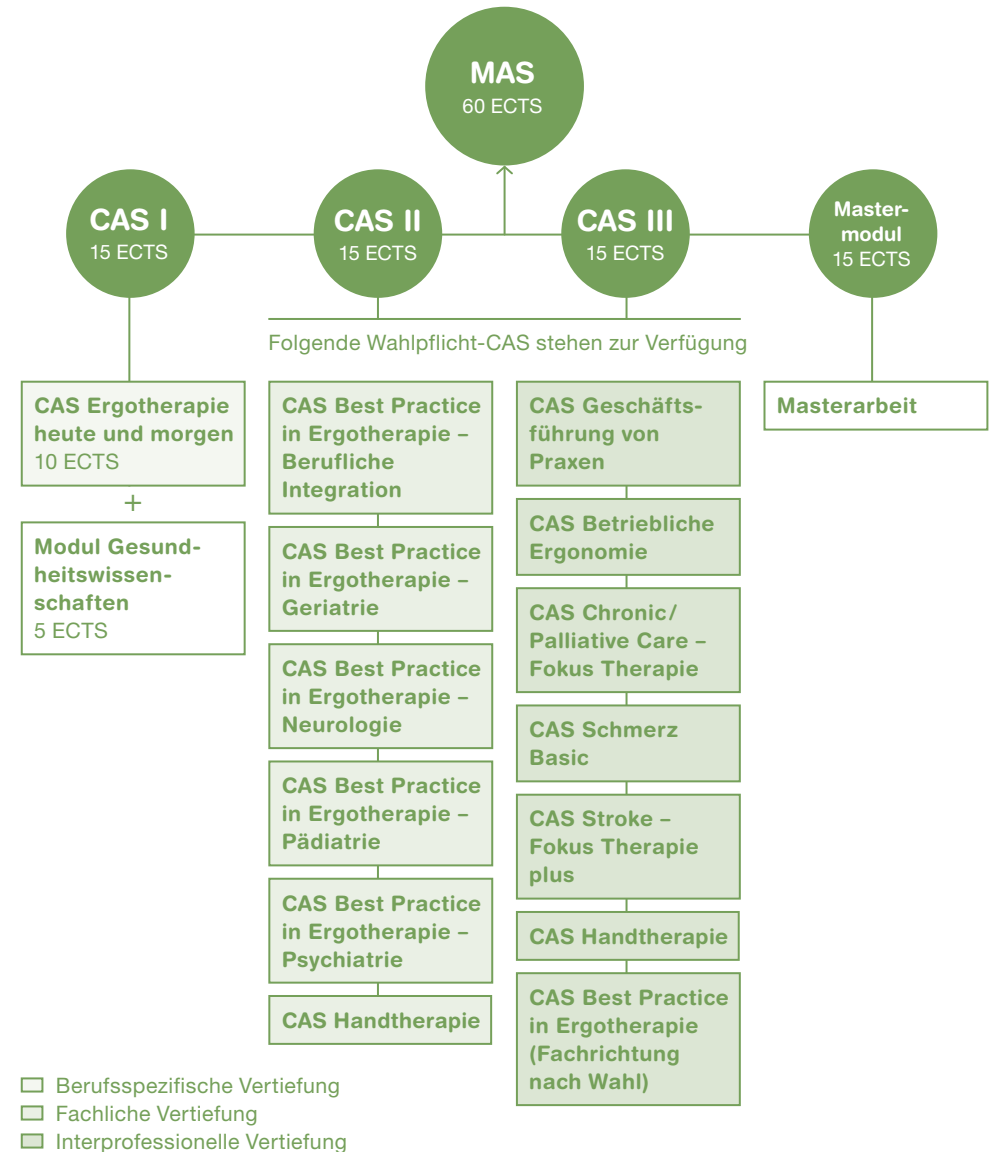 MAS
60 ECTS
CAS I
15 ECTS
CAS II
15 ECTS
CAS III
15 ECTS
Master-
modul
15 ECTS
Folgende Wahlpflicht-CAS stehen zur Verfügung
CAS Ergotherapie
heute und morgen
10 ECTS
+
Modul Gesund-
heitswissen-
schaften
5 ECTS
CAS Best Practice
in Ergotherapie –
Berufliche
Integration
CAS Best Practice
in Ergotherapie –
Geriatrie
CAS Best Practice
in Ergotherapie –
Neurologie
CAS Best Practice
in Ergotherapie –
Pädiatrie
CAS Best Practice
in Ergotherapie –
Psychiatrie
CAS Handtherapie
CAS Geschäfts-
führung von
Praxen
CAS Betriebliche
Ergonomie
CAS Chronic/
Palliative Care –
Fokus Therapie
CAS Schmerz
Basic
CAS Stroke –
Fokus Therapie
plus
CAS Handtherapie
CAS Best Practice
in Ergotherapie
(Fachrichtung
nach Wahl)
Masterarbeit
Berufsspezifische Vertiefung
Fachliche Vertiefung
Interprofessionelle Vertiefung